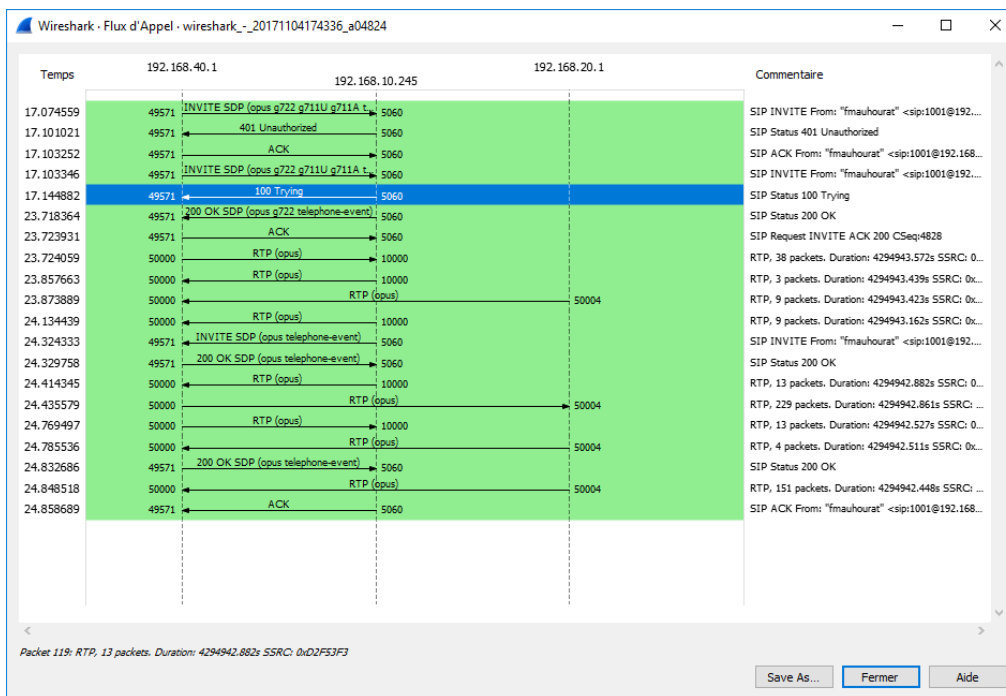 Wireshark · Flux d'Appel · wireshark_-_20171104174336_a04824
Temps 192.168.40.1 192.168.10.245 192.168.20.1 Commentaire
17.074559 49571 INVITE SDP (opus g722 g711U g711A t... 5060 SIP INVITE From: "fmauhourat" <sip:1001@192....
17.101021 49571 401 Unauthorized 5060 SIP Status 401 Unauthorized
17.103252 49571 ACK 5060 SIP ACK From: "fmauhourat" <sip:1001@192.168...
17.103346 49571 INVITE SDP (opus g722 g711U g711A t... 5060 SIP INVITE From: "fmauhourat" <sip:1001@192....
17.144882 49571 100 Trying 5060 SIP Status 100 Trying
23.718364 49571 200 OK SDP (opus g722 telephone-event) 5060 SIP Status 200 OK
23.723931 49571 ACK 5060 SIP Request INVITE ACK 200 CSeq:4828
23.724059 50000 RTP (opus) 10000 RTP, 38 packets. Duration: 4294943.572s SSRC: 0...
23.857663 50000 RTP (opus) 10000 RTP, 3 packets. Duration: 4294943.439s SSRC: 0x...
23.873889 50000 RTP (opus) 50004 RTP, 9 packets. Duration: 4294943.423s SSRC: 0x...
24.134439 50000 RTP (opus) 10000 RTP, 9 packets. Duration: 4294943.162s SSRC: 0x...
24.324333 49571 INVITE SDP (opus telephone-event) 5060 SIP INVITE From: "fmauhourat" <sip:1001@192....
24.329758 49571 200 OK SDP (opus telephone-event) 5060 SIP Status 200 OK
24.414345 50000 RTP (opus) 10000 RTP, 13 packets. Duration: 4294942.882s SSRC: 0...
24.435579 50000 RTP (opus) 50004 RTP, 229 packets. Duration: 4294942.861s SSRC: ...
24.769497 50000 RTP (opus) 10000 RTP, 13 packets. Duration: 4294942.527s SSRC: 0...
24.785536 50000 RTP (opus) 50004 RTP, 4 packets. Duration: 4294942.511s SSRC: 0x...
24.832686 49571 200 OK SDP (opus telephone-event) 5060 SIP Status 200 OK
24.848518 50000 RTP (opus) 50004 RTP, 151 packets. Duration: 4294942.448s SSRC: ...
24.858689 49571 ACK 5060 SIP ACK From: "fmauhourat" <sip:1001@192.168...
Packet 119: RTP, 13 packets. Duration: 4294942.882s SSRC: 0xD2F53F3
Save As... Fermer Aide